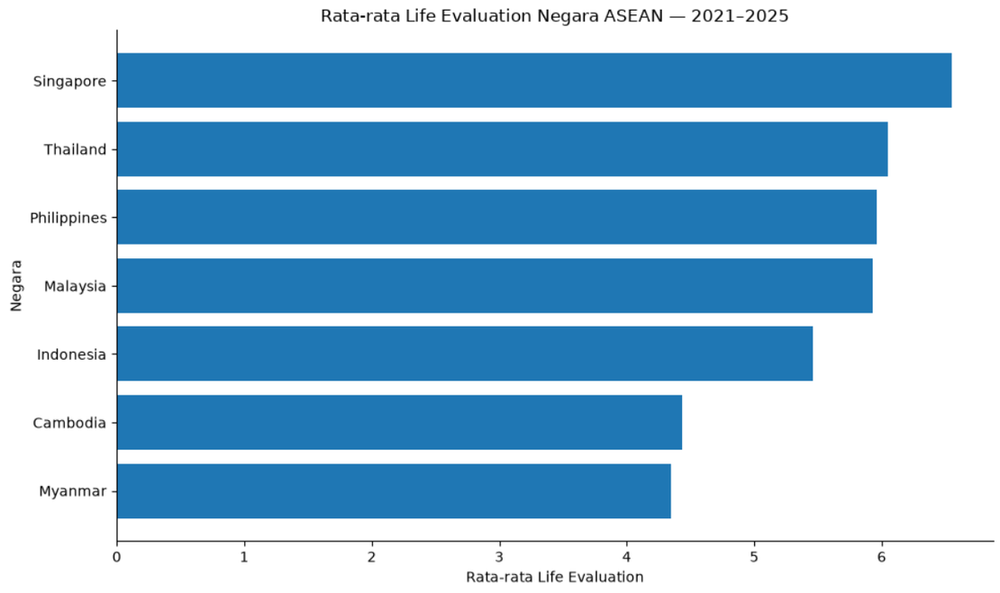 Rata-rata Life Evaluation Negara ASEAN — 2021–2025
Negara
Singapore
Thailand
Philippines
Malaysia
Indonesia
Cambodia
Myanmar
0 1 2 3 4 5 6
Rata-rata Life Evaluation